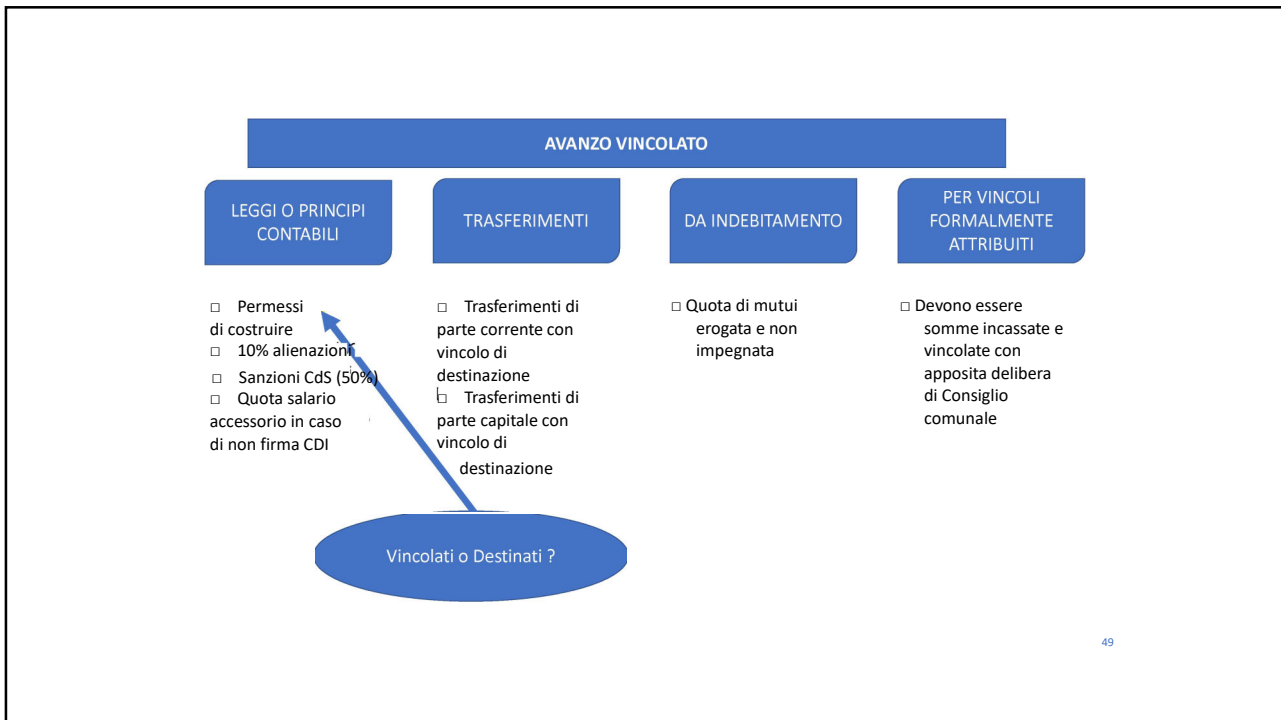 AVANZO VINCOLATO
LEGGI O PRINCIPI
CONTABILI
□ Permessi
di costruire
□ 10% alienazioni
□ Sanzioni CdS (50%)
□ Quota salario
accessorio in caso
di non firma CDI
TRASFERIMENTI
□ Trasferimenti di
parte corrente con
vincolo di
destinazione
□ Trasferimenti di
parte capitale con
vincolo di
destinazione
DA INDEBITAMENTO
□ Quota di mutui
erogata e non
impegnata
PER VINCOLI
FORMALMENTE
ATTRIBUITI
□ Devono essere
somme incassate e
vincolate con
apposita delibera
di Consiglio
comunale
Vincolati o Destinati ?
49